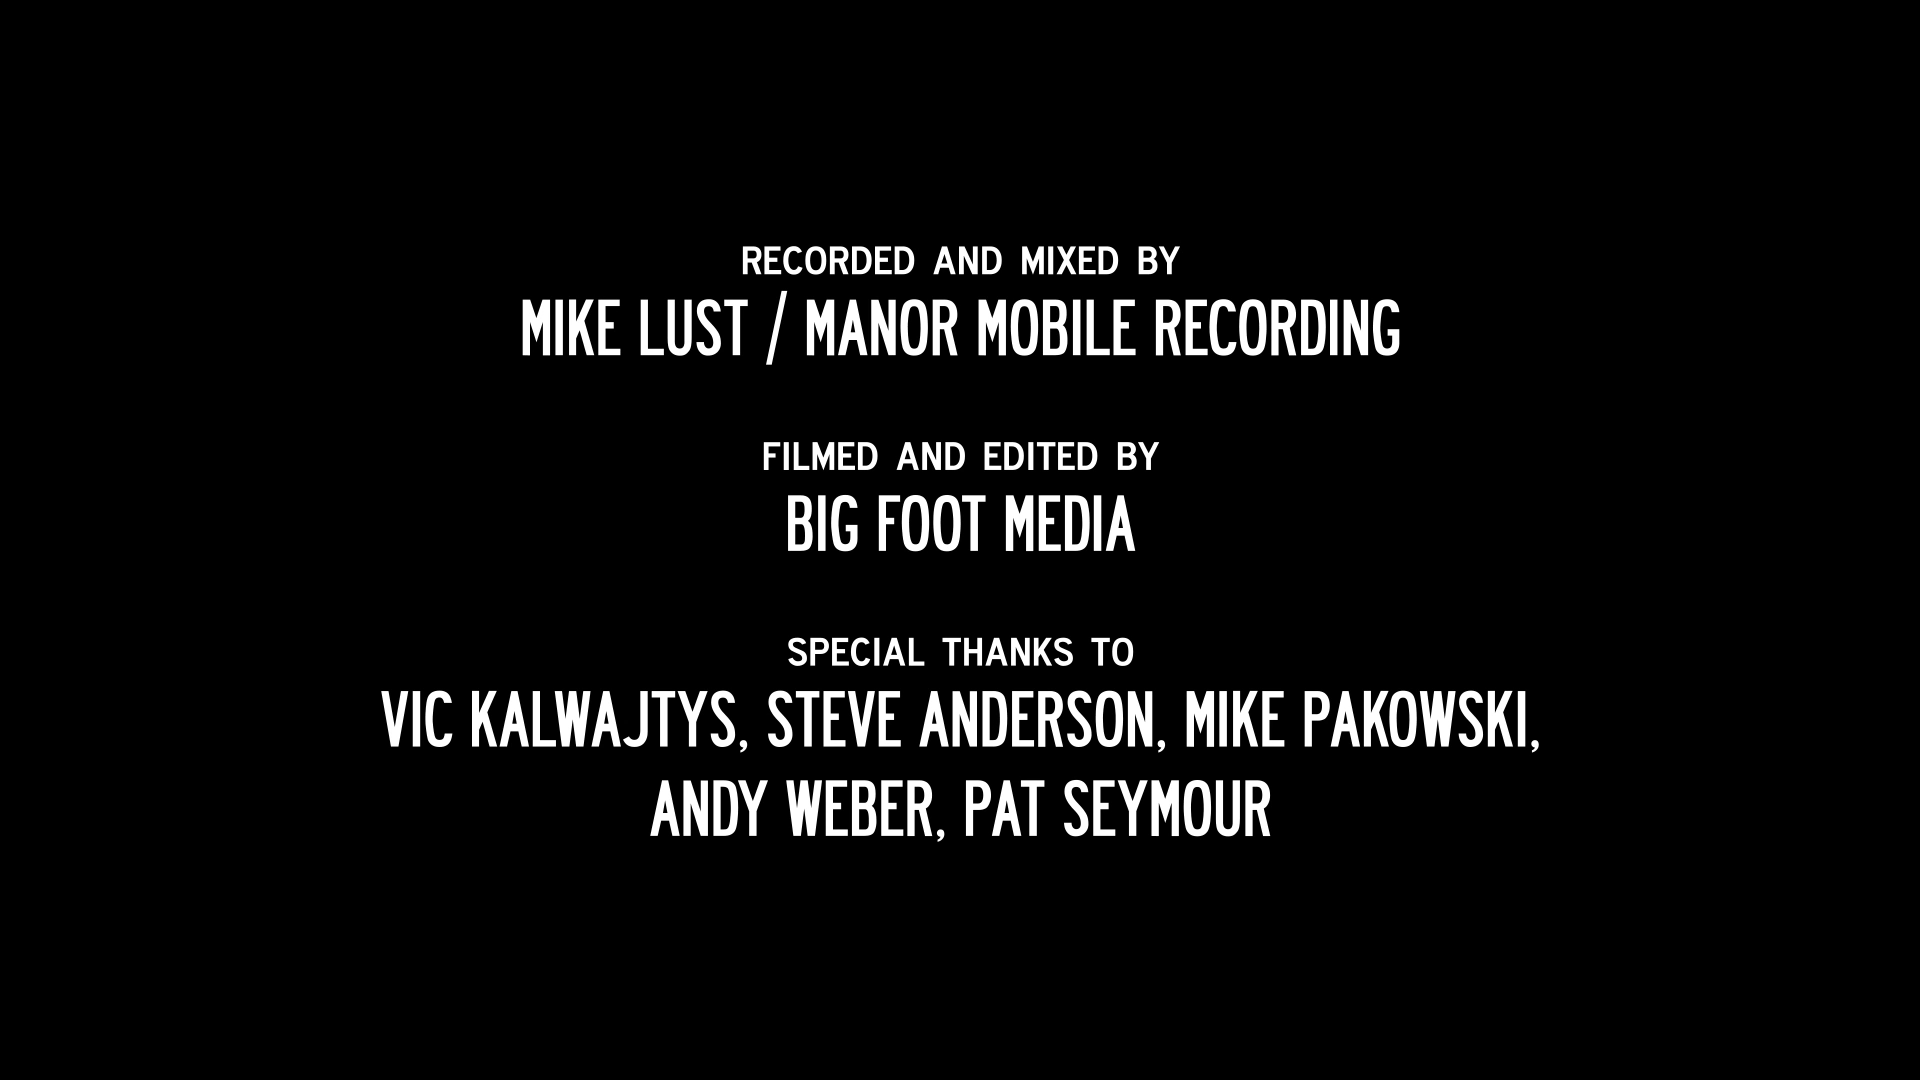 RECORDED AND MIXED BY
MIKE LUST / MANOR MOBILE RECORDING
FILMED AND EDITED BY
BIG FOOT MEDIA
SPECIAL THANKS TO
VIC KALWAJTYS, STEVE ANDERSON, MIKE PAKOWSKI,
ANDY WEBER, PAT SEYMOUR